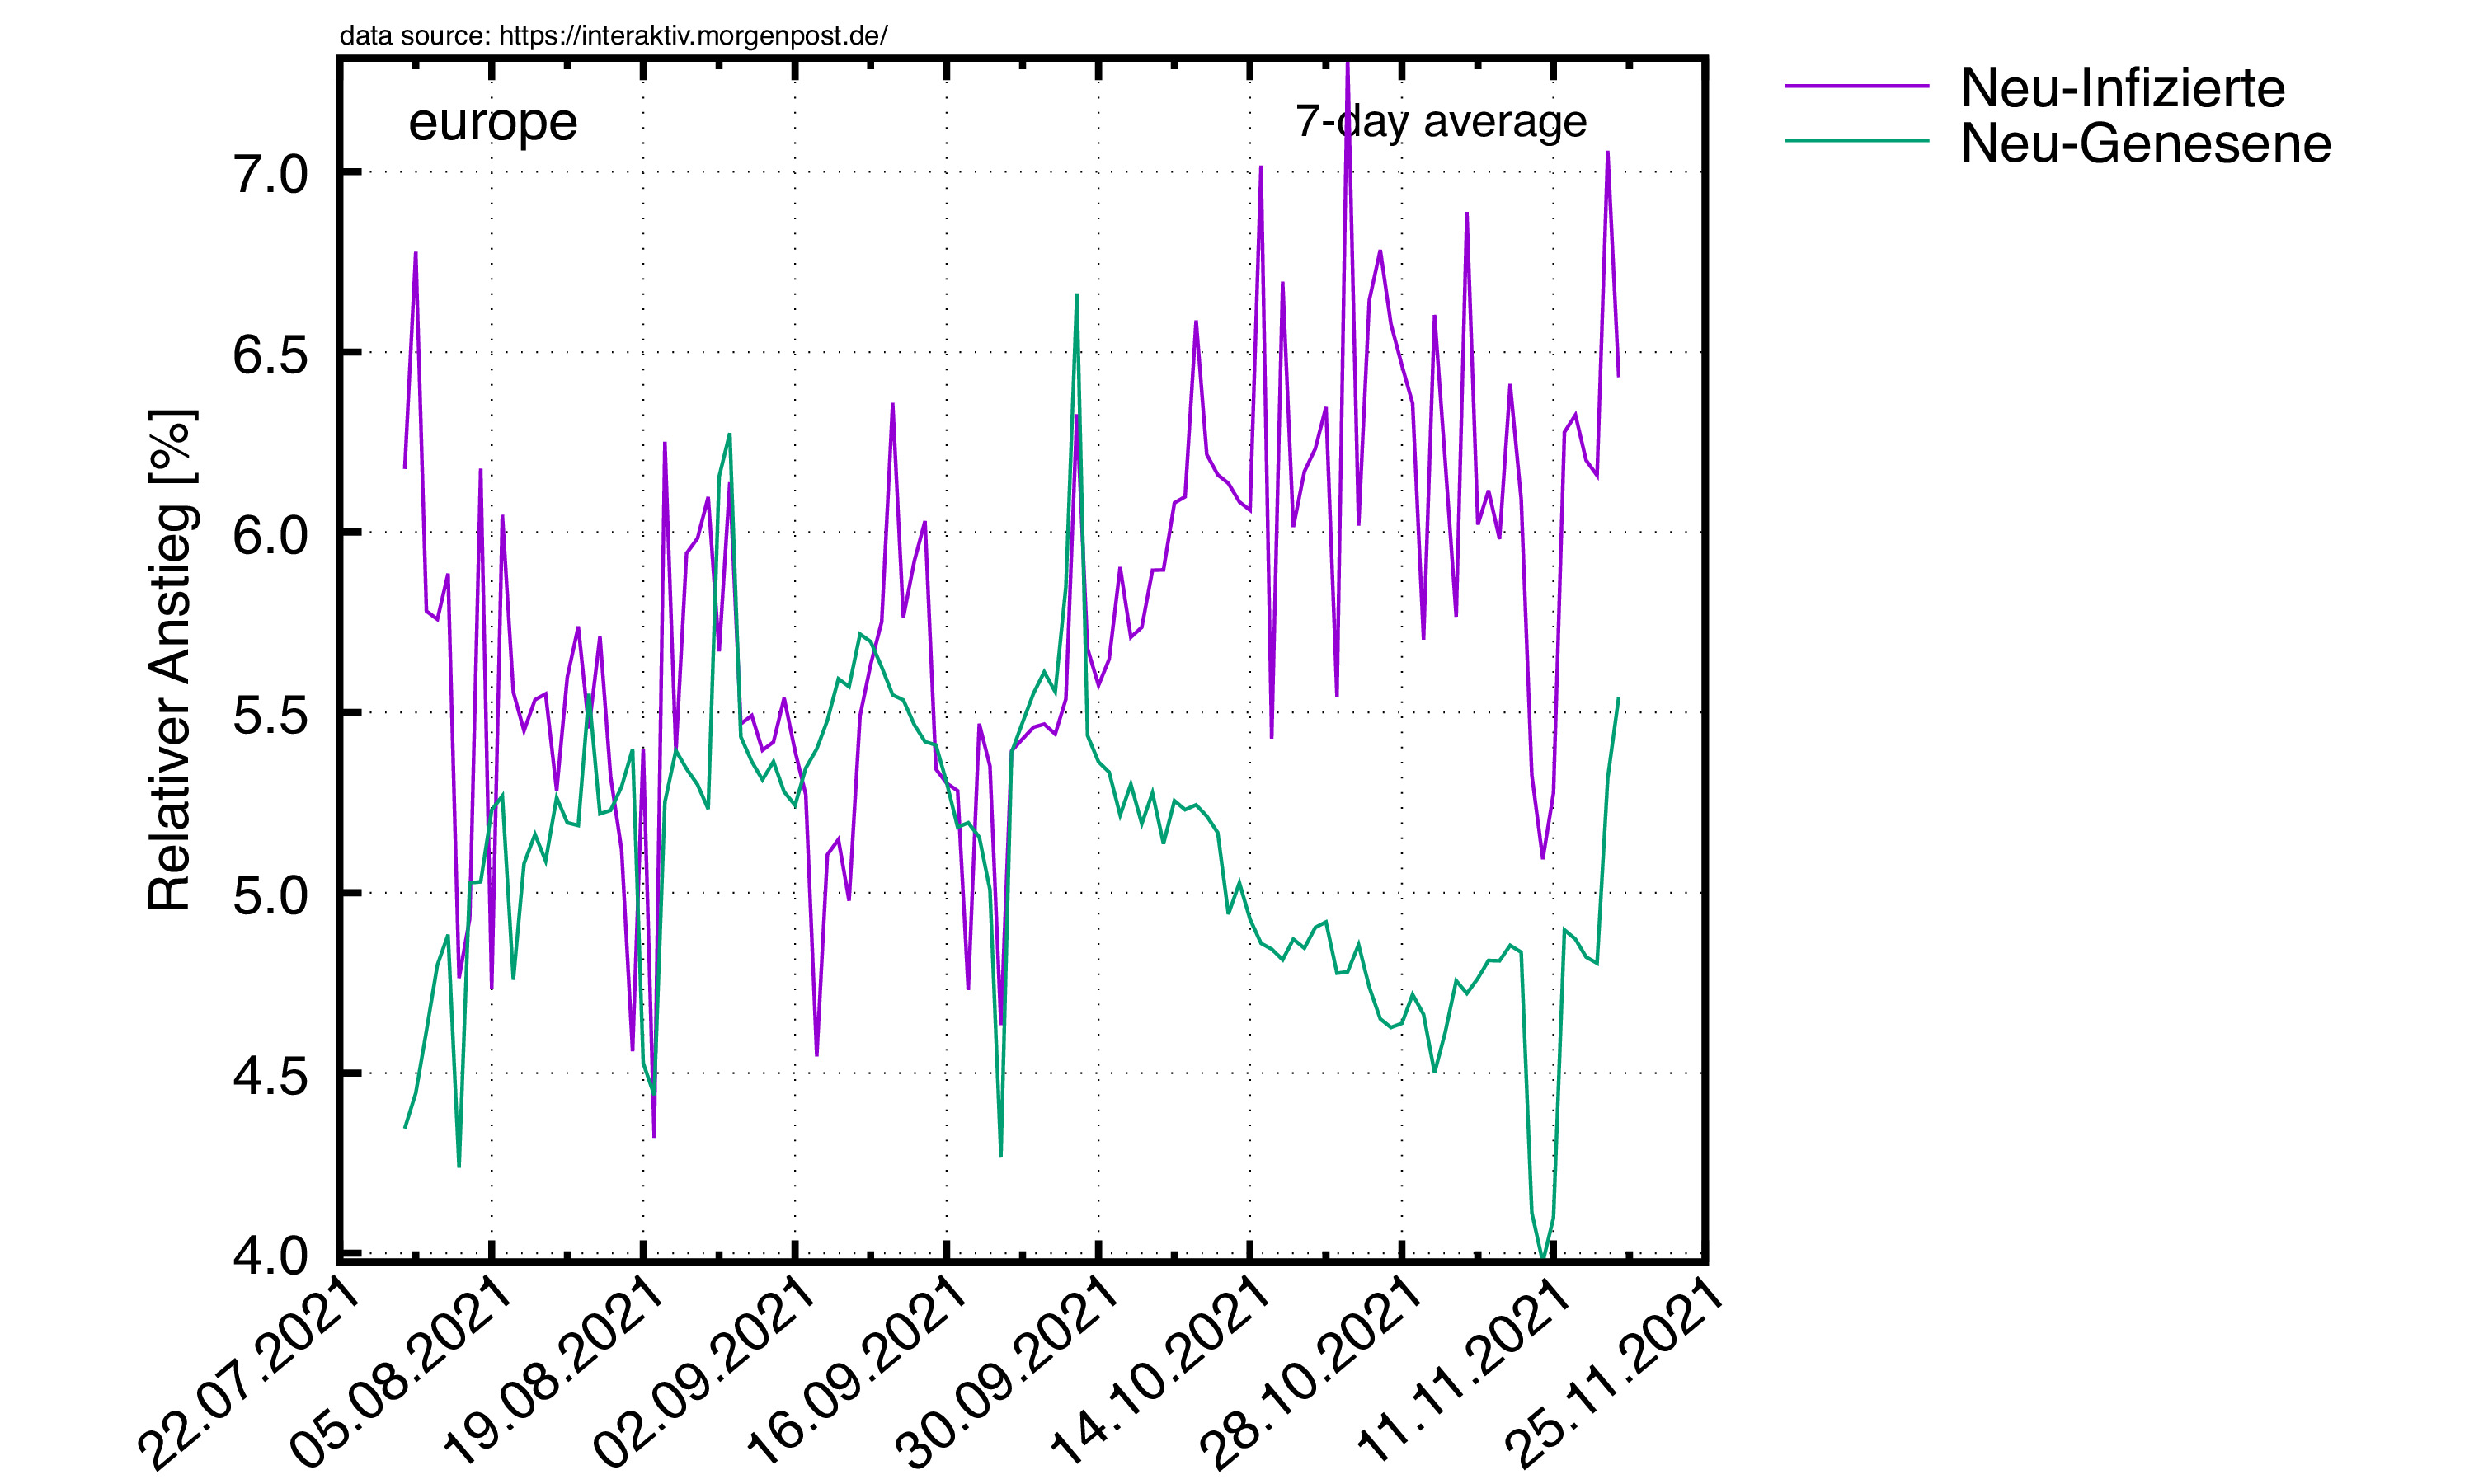 data source: https://interaktiv.morgenpost.de/
europe
7-day average
Neu-Infizierte
Neu-Genesene
Relativer Anstieg [%]
7.0
6.5
6.0
5.5
5.0
4.5
4.0
22.07.2021
05.08.2021
19.08.2021
02.09.2021
16.09.2021
30.09.2021
14.10.2021
28.10.2021
11.11.2021
25.11.2021